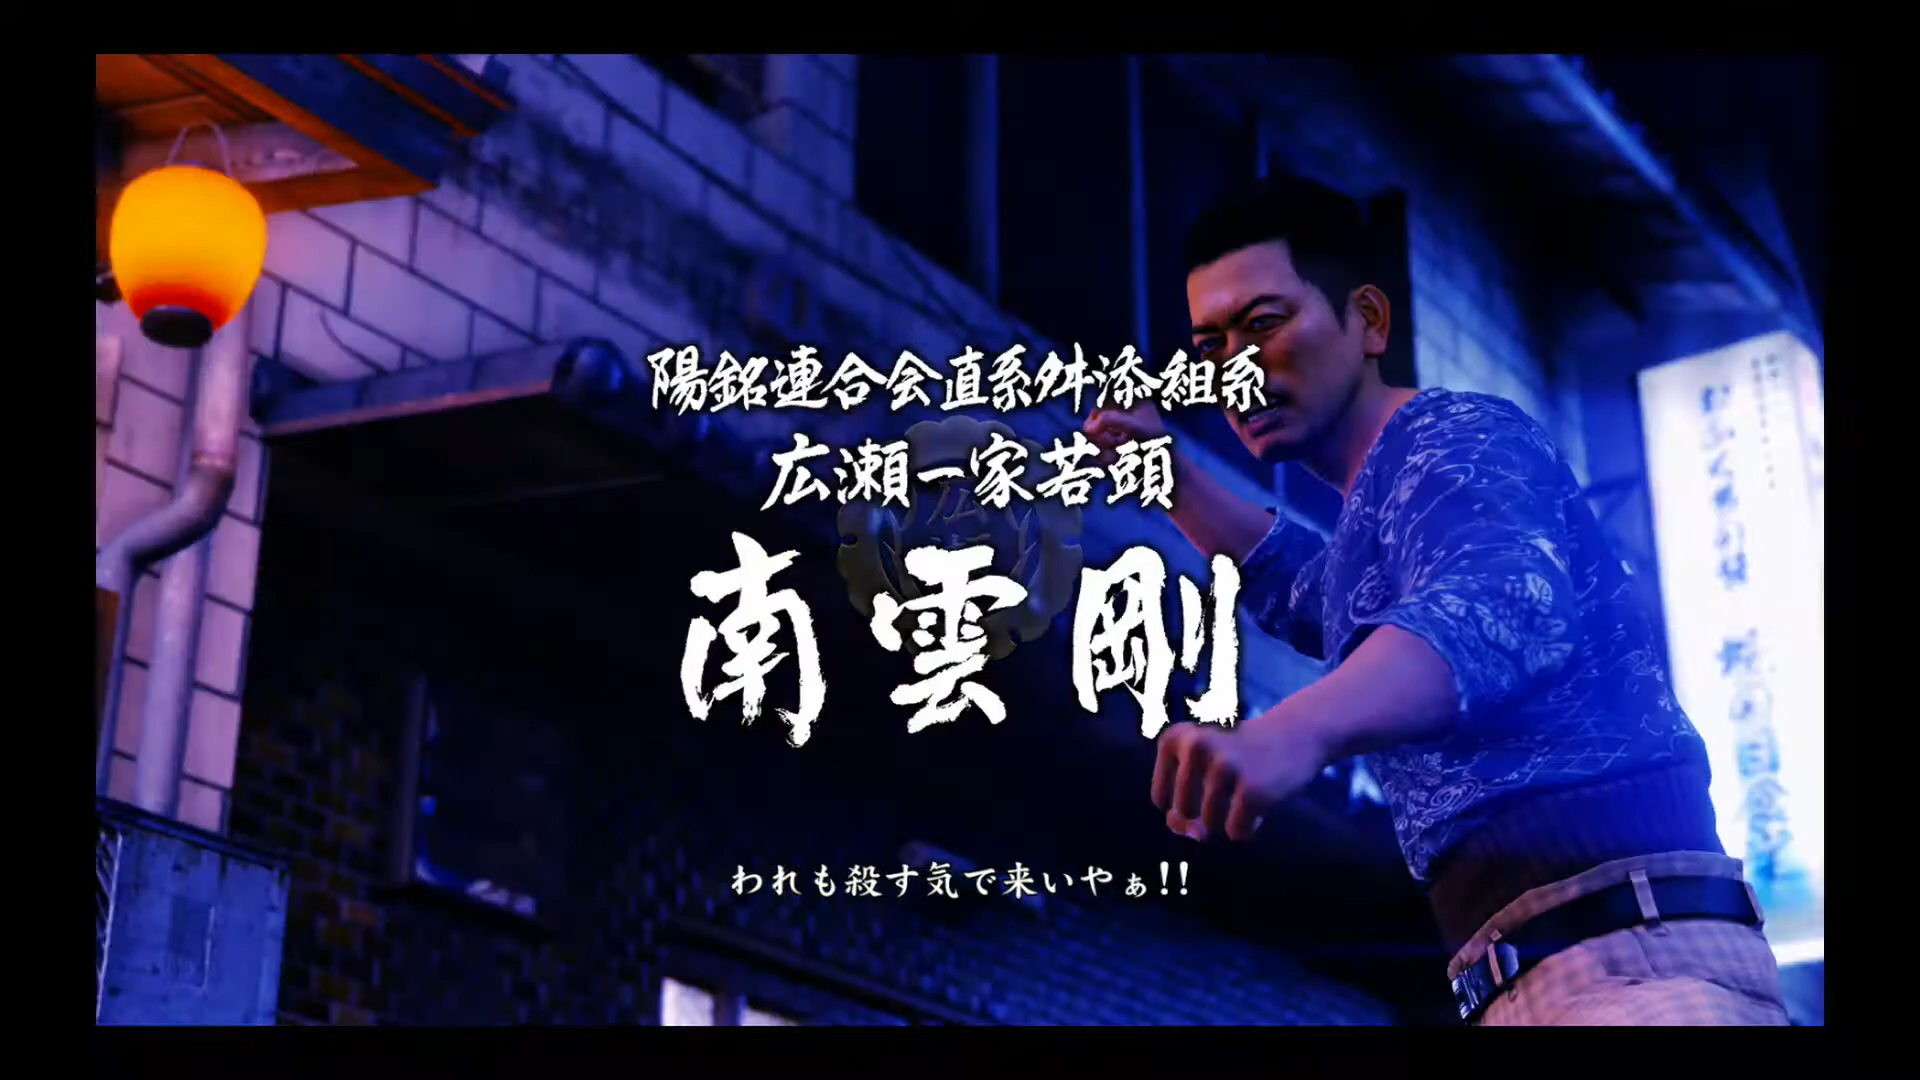 陽銘連合会直系舛添組系
広瀬一家若頭
南雲剛
われも殺す気で来いやぁ!!